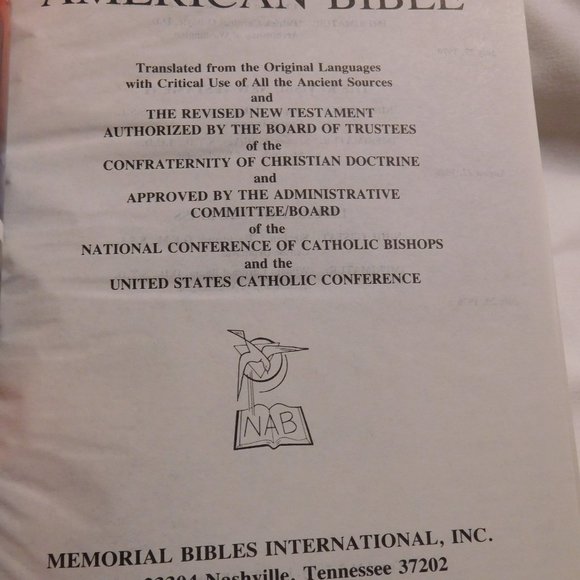 AMERICAN BIBLE
Translated from the Original Languages
with Critical Use of All the Ancient Sources
and
THE REVISED NEW TESTAMENT
AUTHORIZED BY THE BOARD OF TRUSTEES
of the
CONFRATERNITY OF CHRISTIAN DOCTRINE
and
APPROVED BY THE ADMINISTRATIVE
COMMITTEE/BOARD
of the
NATIONAL CONFERENCE OF CATHOLIC BISHOPS
and the
UNITED STATES CATHOLIC CONFERENCE
NAB
MEMORIAL BIBLES INTERNATIONAL, INC.
Nashville, Tennessee 37202